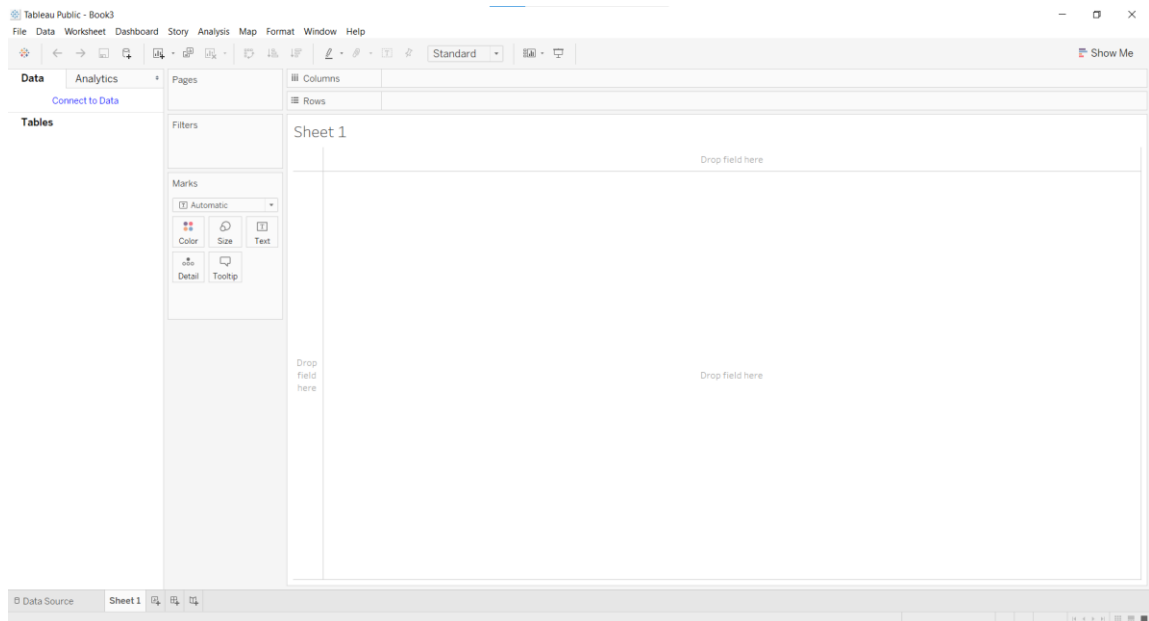 Tableau Public - Book3
File Data Worksheet Dashboard Story Analysis Map Format Window Help
Standard
Show Me
Data Analytics
Connect to Data
Tables
Pages
Filters
Marks
Automatic
Color Size Text
Detail Tooltip
Columns
Rows
Sheet 1
Drop field here
Drop
field
here
Drop field here
Data Source Sheet 1